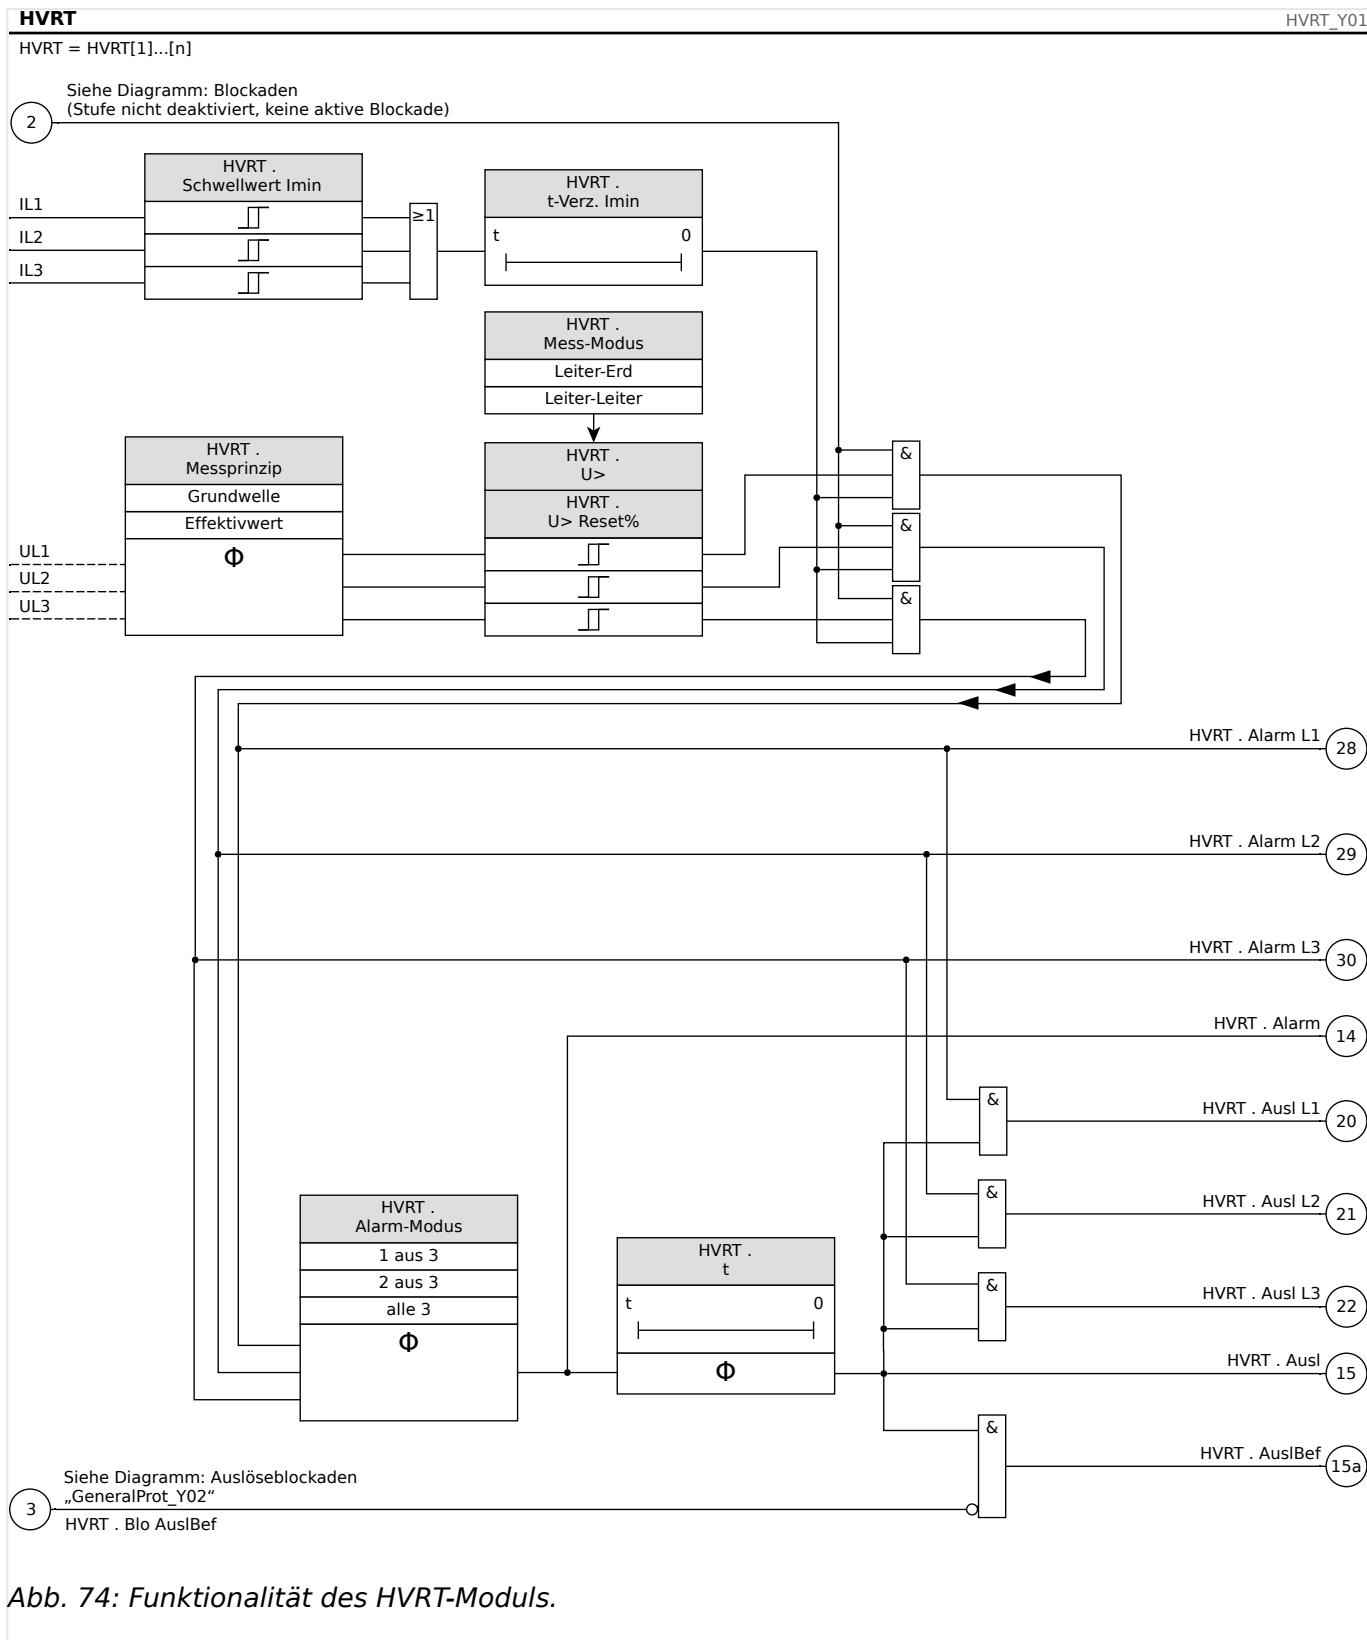 HVRT
HVRT_Y01
HVRT = HVRT[1]...[n]
Siehe Diagramm: Blockaden
(Stufe nicht deaktiviert, keine aktive Blockade)
2
HVRT .
Schwellwert Imin
IL1
IL2
IL3
≥1
HVRT .
t-Verz. Imin
t
0
HVRT .
Mess-Modus
Leiter-Erd
Leiter-Leiter
HVRT .
Messprinzip
Grundwelle
Effektivwert
Φ
UL1
UL2
UL3
HVRT .
U>
HVRT .
U> Reset%
&
&
&
HVRT . Alarm L1
28
HVRT . Alarm L2
29
HVRT . Alarm L3
30
HVRT . Alarm
14
&
HVRT . Ausl L1
20
&
HVRT . Ausl L2
21
&
HVRT . Ausl L3
22
HVRT .
Alarm-Modus
1 aus 3
2 aus 3
alle 3
Φ
HVRT .
t
t
0
Φ
HVRT . Ausl
15
&
HVRT . AuslBef
15a
Siehe Diagramm: Auslöseblockaden
„GeneralProt_Y02“
3
HVRT . Blo AuslBef
Abb. 74: Funktionalität des HVRT-Moduls.